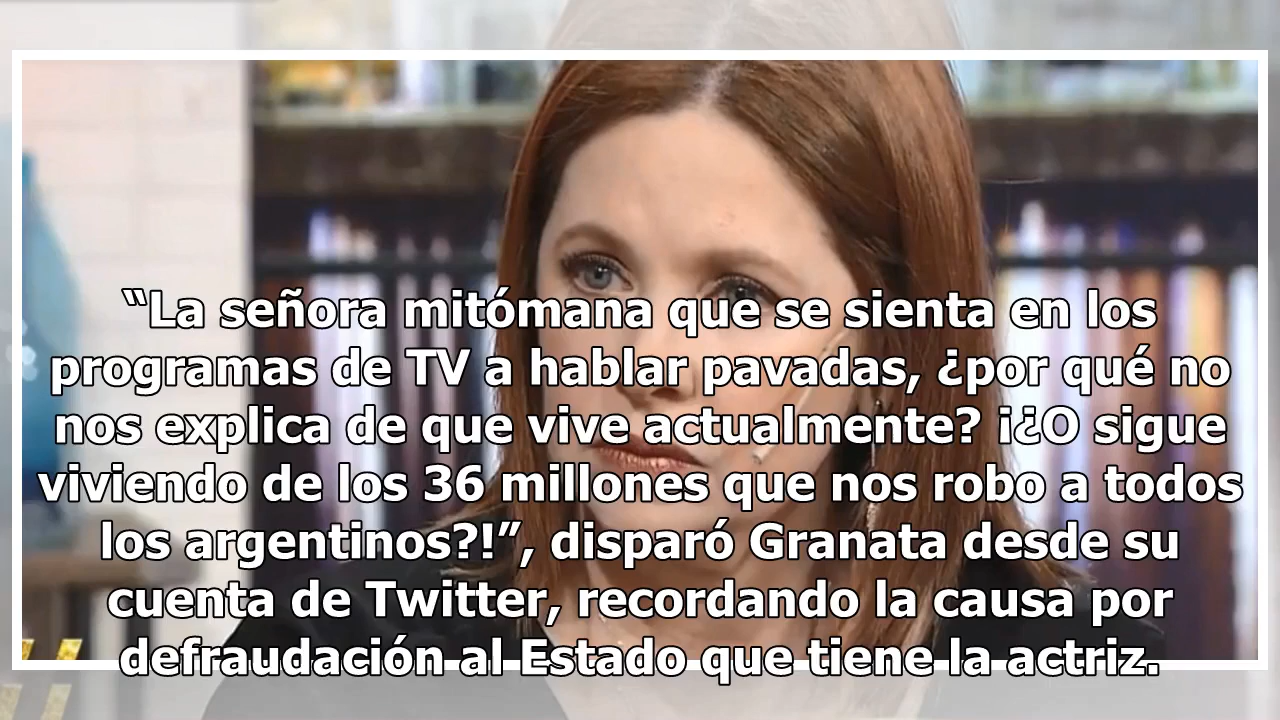 “La señora mitómana que se sienta en los
programas de TV a hablar pavadas, ¿por qué no
nos explica de que vive actualmente? ¡¿O sigue
viviendo de los 36 millones que nos robo a todos
los argentinos?!”, disparó Granata desde su
cuenta de Twitter, recordando la causa por
defraudación al Estado que tiene la actriz.